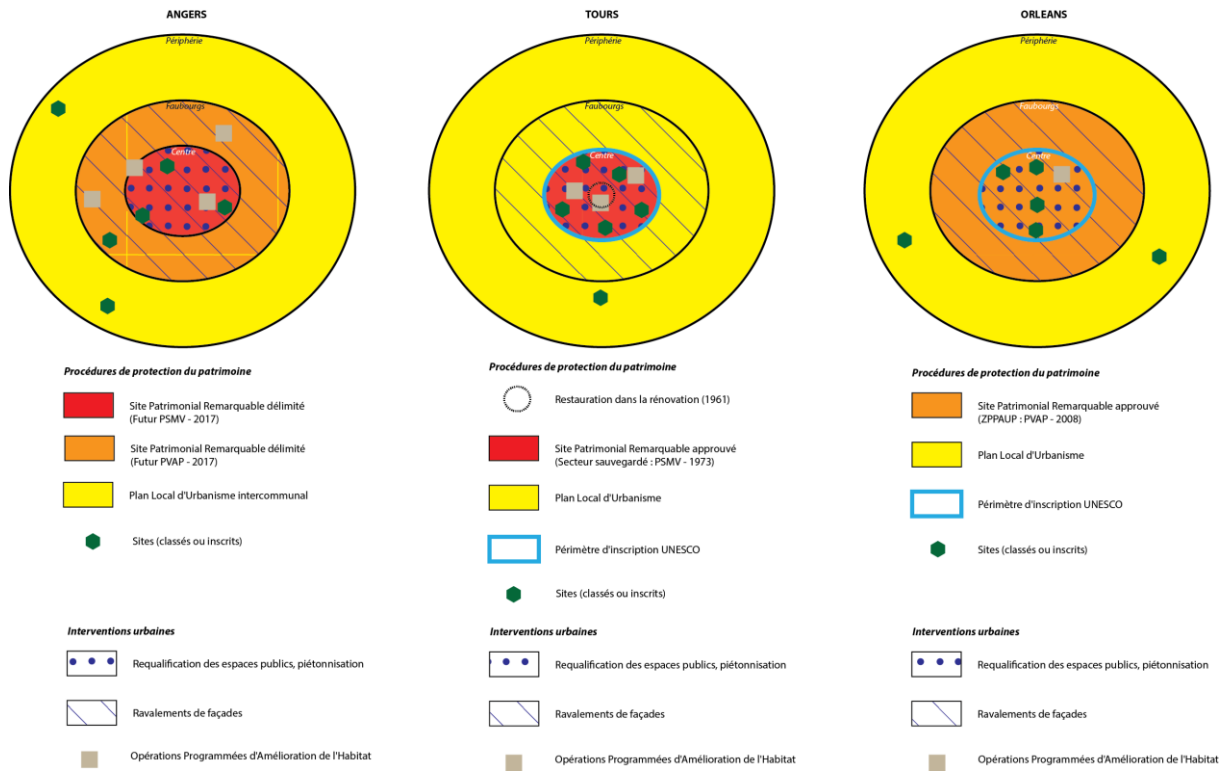 ANGERS
Périphérie
Faubourgs
Centre
Procédures de protection du patrimoine
Site Patrimonial Remarquable délimité
(Futur PSMV - 2017)
Site Patrimonial Remarquable délimité
(Futur PVAP - 2017)
Plan Local d'Urbanisme intercommunal
Sites (classés ou inscrits)
Interventions urbaines
Requalification des espaces publics, piétonnisation
Ravalements de façades
Opérations Programmées d'Amélioration de l'Habitat
TOURS
Périphérie
Faubourgs
Centre
Procédures de protection du patrimoine
Restauration dans la rénovation (1961)
Site Patrimonial Remarquable approuvé
(Secteur sauvegardé : PSMV - 1973)
Plan Local d'Urbanisme
Périmètre d'inscription UNESCO
Sites (classés ou inscrits)
Interventions urbaines
Requalification des espaces publics, piétonnisation
Ravalements de façades
Opérations Programmées d'Amélioration de l'Habitat
ORLEANS
Périphérie
Faubourgs
Centre
Procédures de protection du patrimoine
Site Patrimonial Remarquable approuvé
(ZPPAUP : PVAP - 2008)
Plan Local d'Urbanisme
Périmètre d'inscription UNESCO
Sites (classés ou inscrits)
Interventions urbaines
Requalification des espaces publics, piétonnisation
Ravalements de façades
Opérations Programmées d'Amélioration de l'Habitat